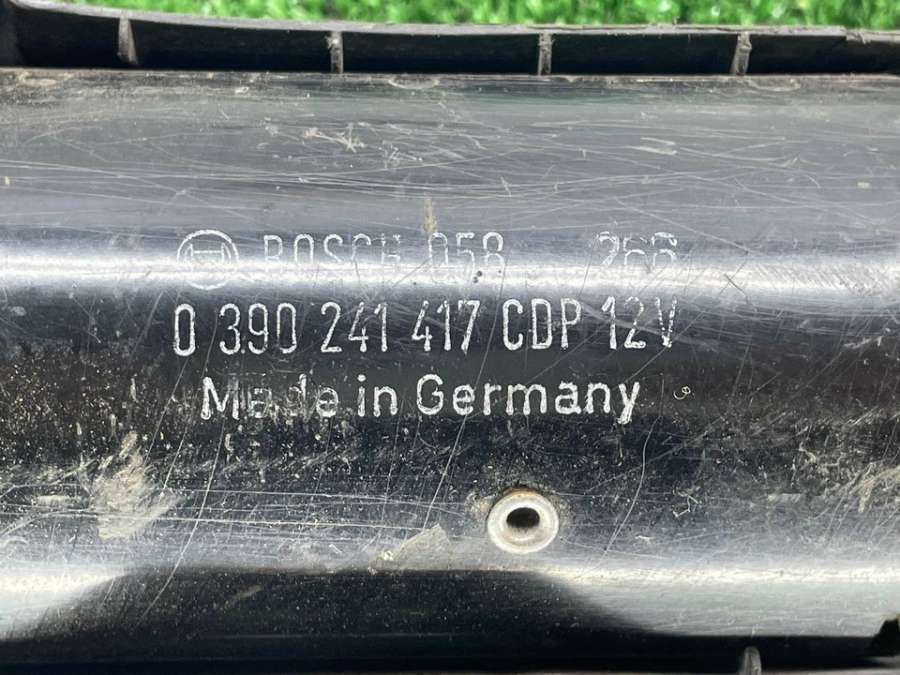 BOSCH 058 266
0 390 241 417 CDP 12V
Made in Germany